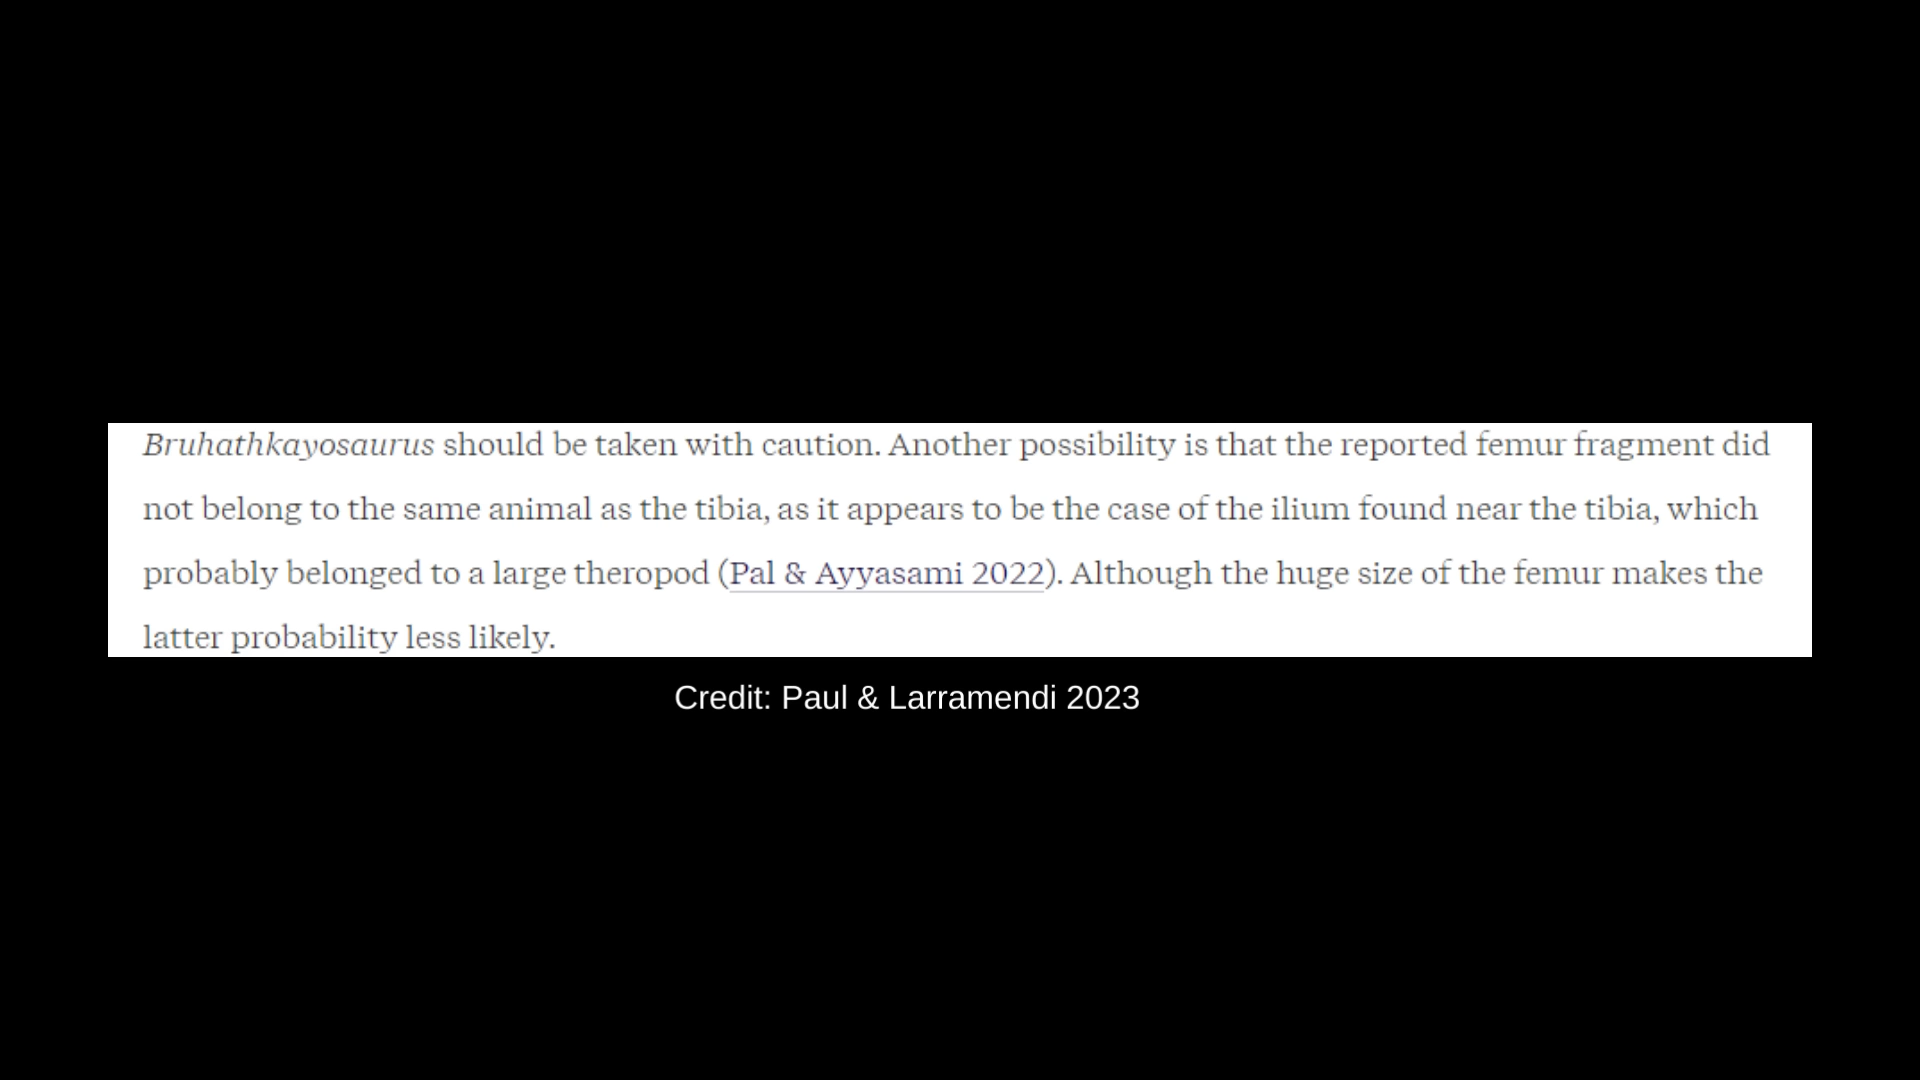 Bruhathkayosaurus should be taken with caution. Another possibility is that the reported femur fragment did
not belong to the same animal as the tibia, as it appears to be the case of the ilium found near the tibia, which
probably belonged to a large theropod (Pal & Ayyasami 2022). Although the huge size of the femur makes the
latter probability less likely.
Credit: Paul & Larramendi 2023